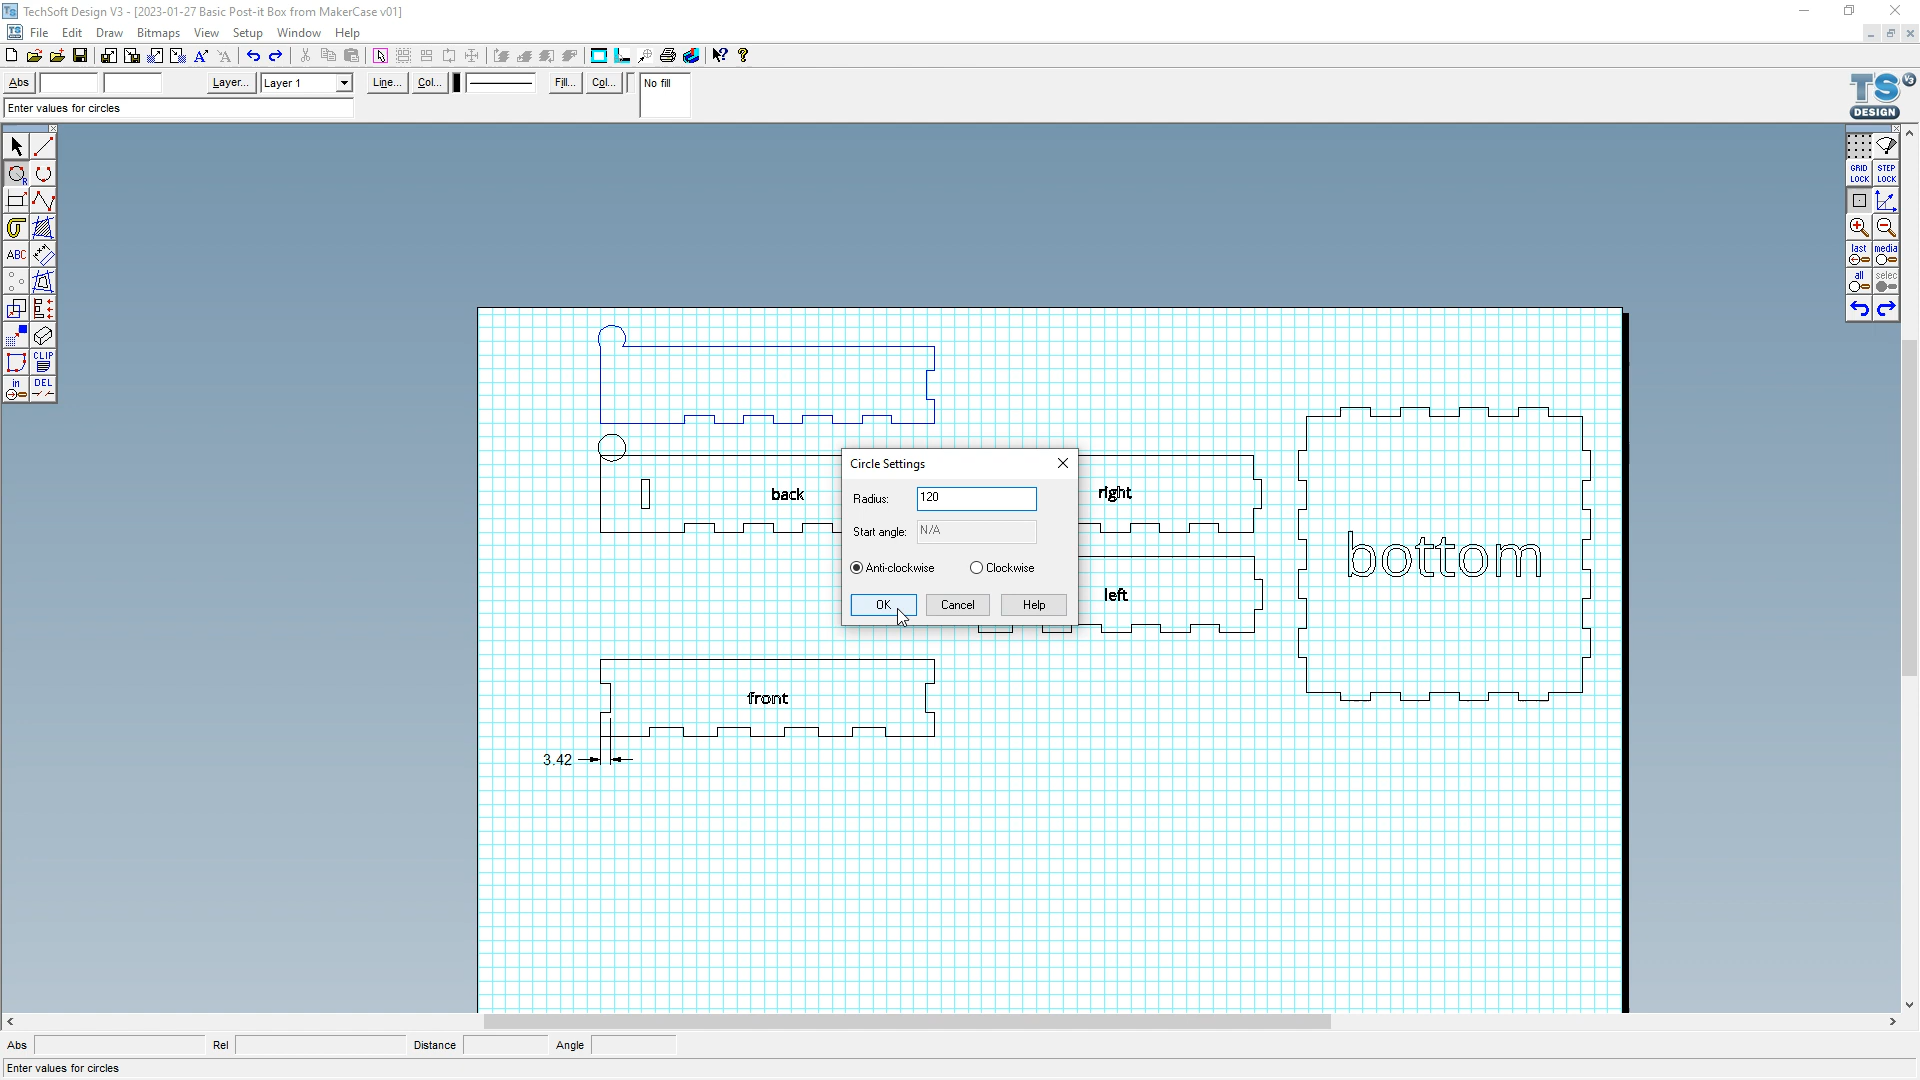 TechSoft Design V3 - [2023-01-27 Basic Post-it Box from MakerCase v01]
File Edit Draw Bitmaps View Setup Window Help
Abs Layer... Layer 1 Line... Col... Fill... Col... No fill
Enter values for circles
TS V3
DESIGN
GRID LOCK STEP LOCK
last media
all selec
ABC
CLIP
in DEL
Circle Settings
Radius: 120
Start angle: N/A
Anti-clockwise Clockwise
OK Cancel Help
back
right
left
front
bottom
3.42
Abs Rel Distance Angle
Enter values for circles